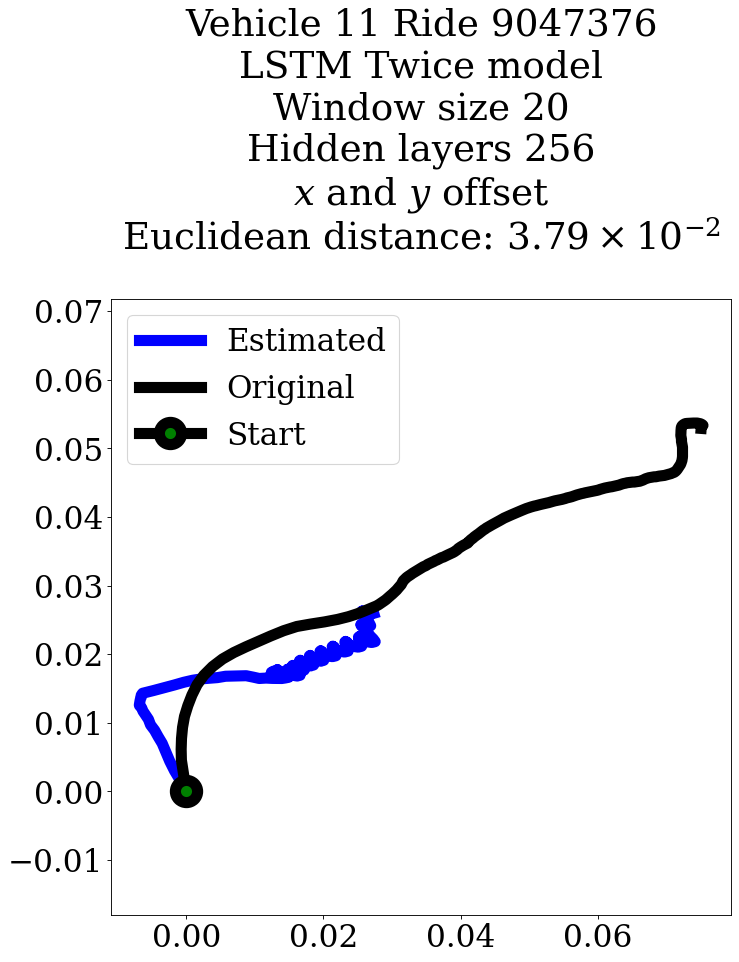 Vehicle 11 Ride 9047376
LSTM Twice model
Window size 20
Hidden layers 256
x and y offset
Euclidean distance: 3.79 × 10⁻²
0.07
0.06
0.05
0.04
0.03
0.02
0.01
0.00
−0.01
Estimated
Original
Start
0.00 0.02 0.04 0.06